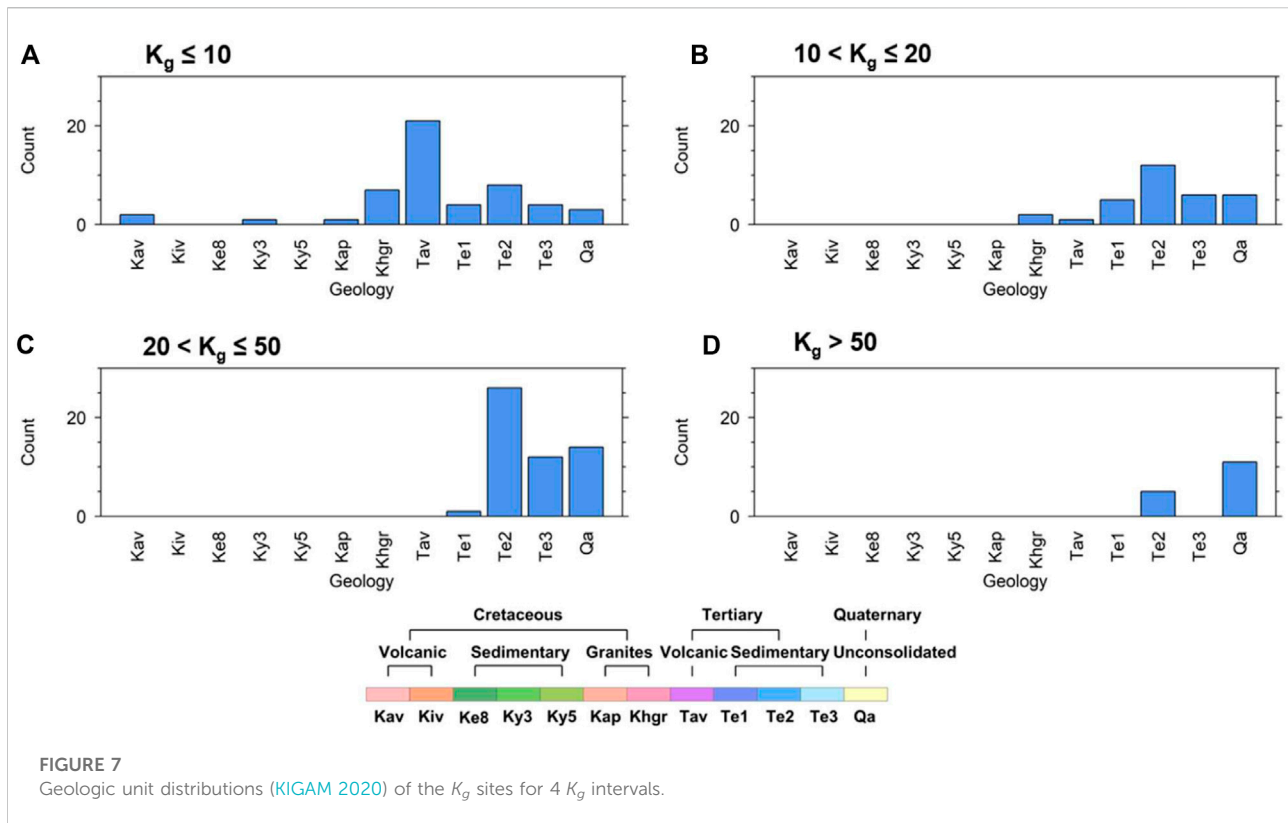 A
Kg ≤ 10
Count
20
0
Kav Kiv Ke8 Ky3 Ky5 Kap Khgr Tav Te1 Te2 Te3 Qa
Geology
B
10 < Kg ≤ 20
Count
20
0
Kav Kiv Ke8 Ky3 Ky5 Kap Khgr Tav Te1 Te2 Te3 Qa
Geology
C
20 < Kg ≤ 50
Count
20
0
Kav Kiv Ke8 Ky3 Ky5 Kap Khgr Tav Te1 Te2 Te3 Qa
Geology
D
Kg > 50
Count
20
0
Kav Kiv Ke8 Ky3 Ky5 Kap Khgr Tav Te1 Te2 Te3 Qa
Geology
Cretaceous Tertiary Quaternary
Volcanic Sedimentary Granites Volcanic Sedimentary Unconsolidated
Kav Kiv Ke8 Ky3 Ky5 Kap Khgr Tav Te1 Te2 Te3 Qa
FIGURE 7
Geologic unit distributions (KIGAM 2020) of the Kg sites for 4 Kg intervals.